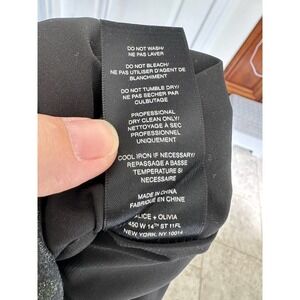 DO NOT WASH/
NE PAS LAVER
DO NOT BLEACH/
NE PAS UTILISER D'AGENT DE
BLANCHIMENT
DO NOT TUMBLE DRY/
NE PAS SECHER PAR
CULBUTAGE
PROFESSIONAL
DRY CLEAN ONLY/
NETTOYAGE A SEC
PROFESSIONNEL
UNIQUEMENT
COOL IRON IF NECESSARY/
REPASSAGE A BASSE
TEMPERATURE SI
NECESSAIRE
MADE IN CHINA
FABRIQUE EN CHINE
ALICE + OLIVIA
450 W 14TH ST 11FL
NEW YORK, NY 10014